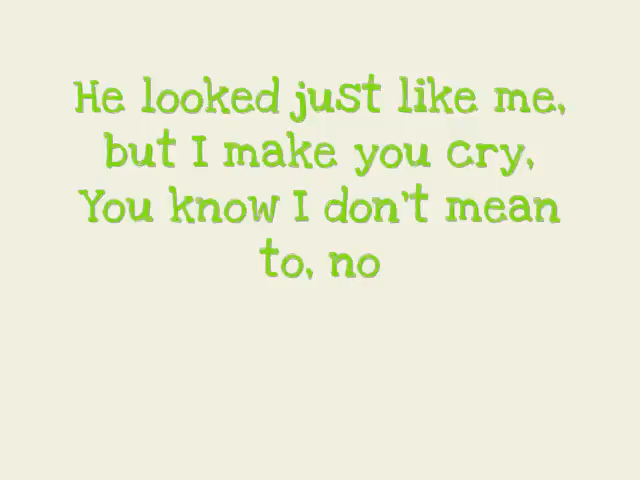 He looked just like me,
but I make you cry,
You know I don't mean
to, no